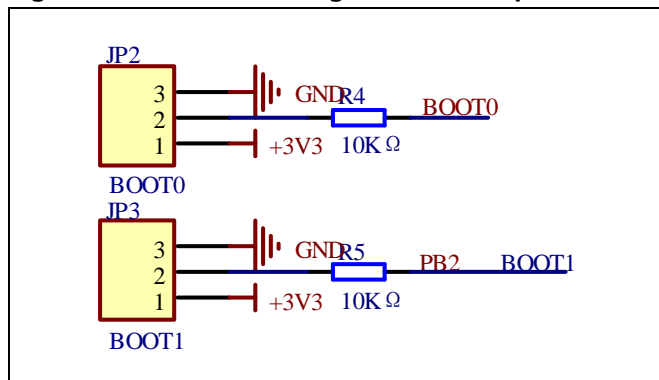 JP2
3 GND R4 BOOT0
2
1 +3V3 10K Ω
BOOT0
JP3
3 GND R5 PB2 BOOT1
2
1 +3V3 10K Ω
BOOT1